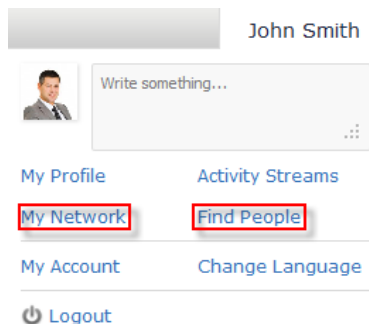 John Smith
Write something...
My Profile Activity Streams
My Network Find People
My Account Change Language
Logout